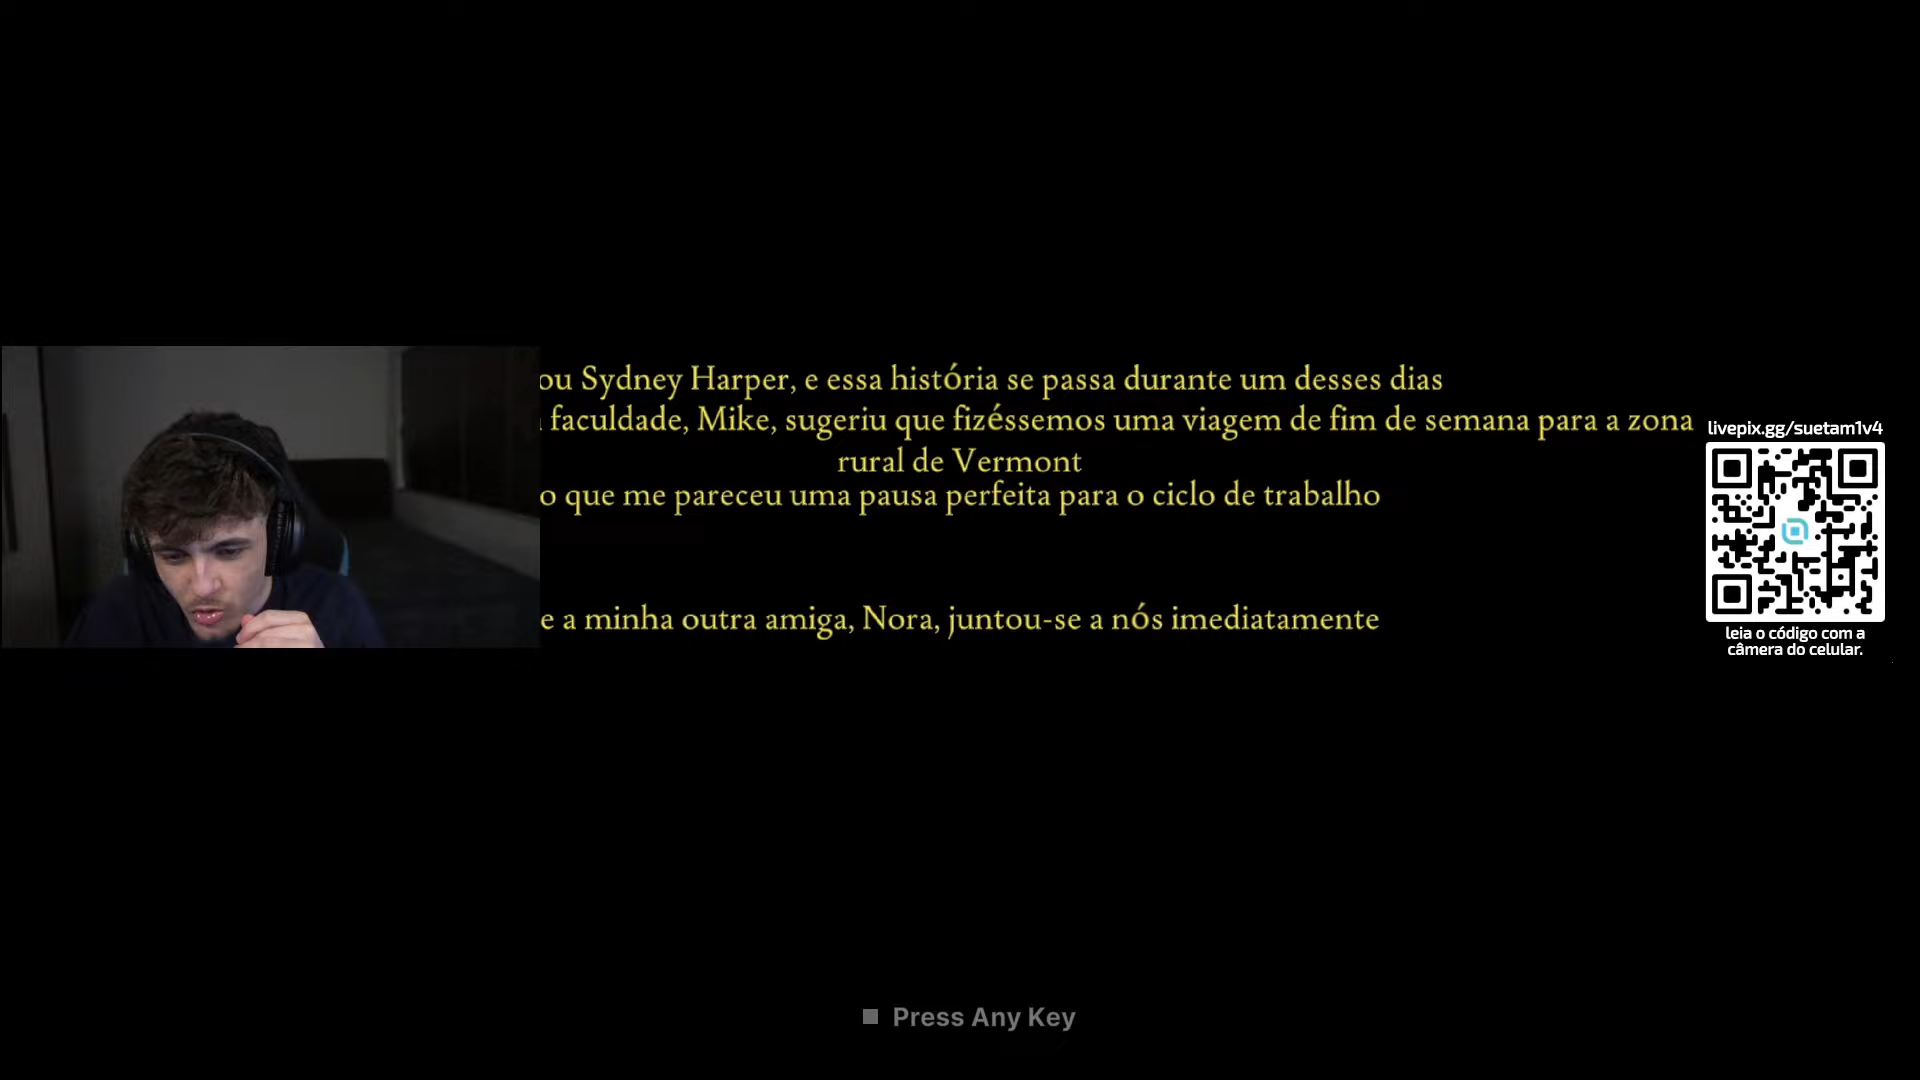 ou Sydney Harper, e essa história se passa durante um desses dias
faculdade, Mike, sugeriu que fizéssemos uma viagem de fim de semana para a zona
rural de Vermont
o que me pareceu uma pausa perfeita para o ciclo de trabalho
e a minha outra amiga, Nora, juntou-se a nós imediatamente
livepix.gg/suetam1v4
leia o código com a
câmera do celular.
Press Any Key